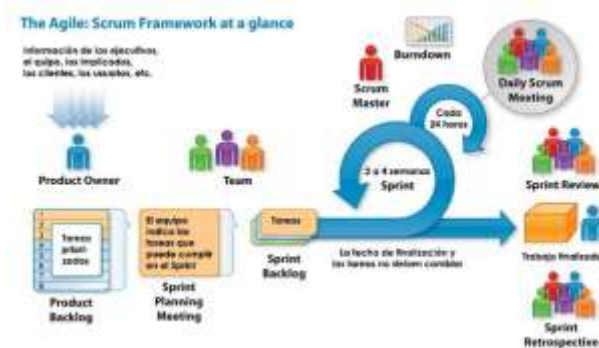 The Agile: Scrum Framework at a glance
Información de los ejecutivos,
el equipo, los implicados,
los clientes, los usuarios, etc.
Burndown
Scrum
Master
Daily Scrum
Meeting
Cada
24 horas
Product Owner
Team
2 a 4 semanas
Sprint
Sprint Review
Tareas
priori-
zadas
El equipo
indica las
tareas que
puede cumplir
en el Sprint
Tareas
La fecha de finalización y
las tareas no deben cambiar
Trabajo finalizado
Product
Backlog
Sprint
Planning
Meeting
Sprint
Backlog
Sprint
Retrospective